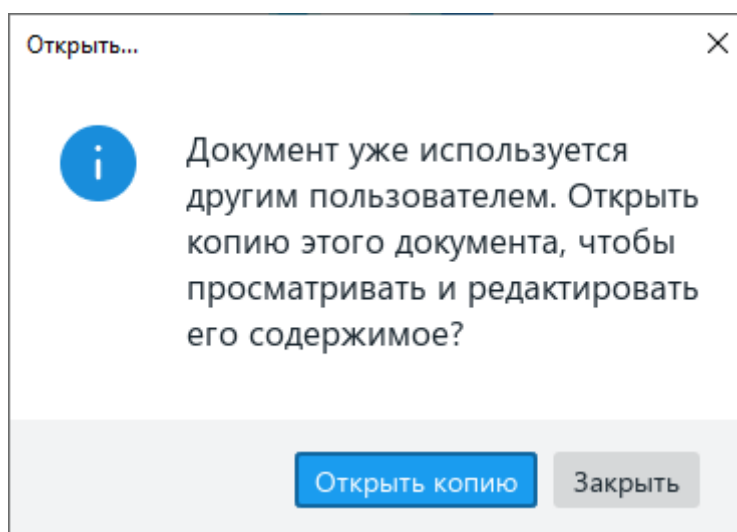 Открыть...
Документ уже используется
другим пользователем. Открыть
копию этого документа, чтобы
просматривать и редактировать
его содержимое?
Открыть копию
Закрыть